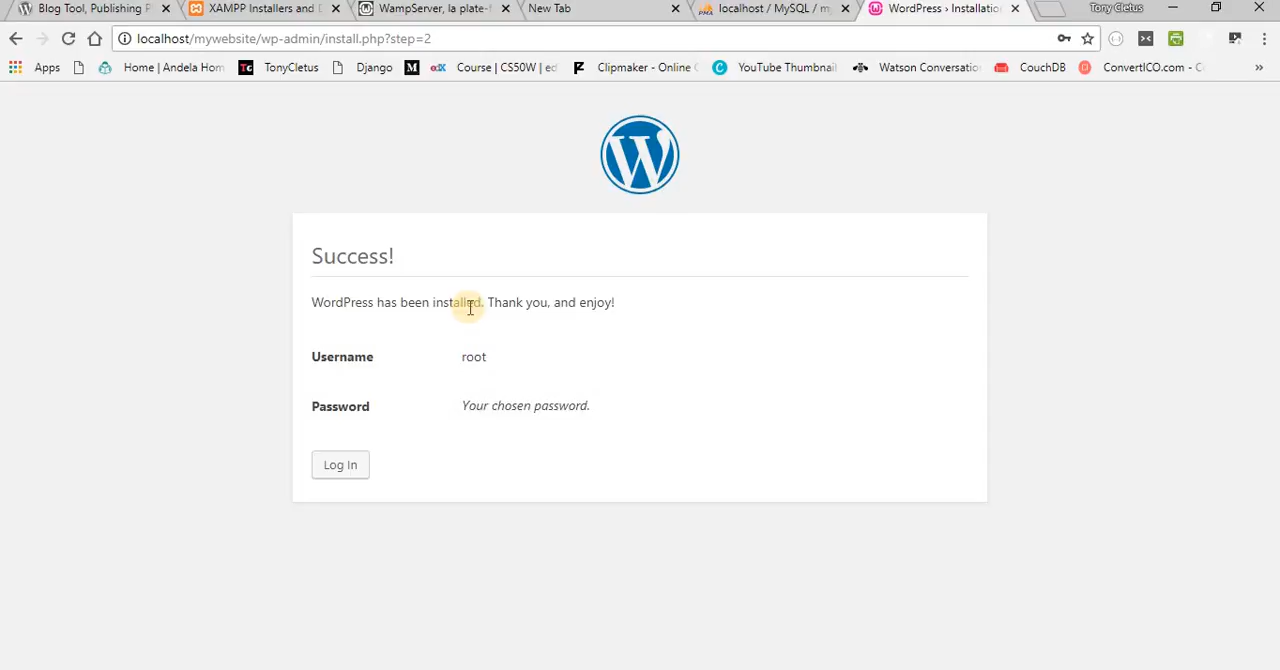 Blog Tool, Publishing P
XAMPP Installers and D
WampServer, la plate-f
New Tab
localhost / MySQL / my
WordPress › Installation
Tony Cletus
localhost/mywebsite/wp-admin/install.php?step=2
Apps
Home | Andela Hom
TonyCletus
Django
Course | CS50W | ed
Clipmaker - Online C
YouTube Thumbnail
Watson Conversatio
CouchDB
ConvertICO.com - C
Success!
WordPress has been installed. Thank you, and enjoy!
Username root
Password Your chosen password.
Log In